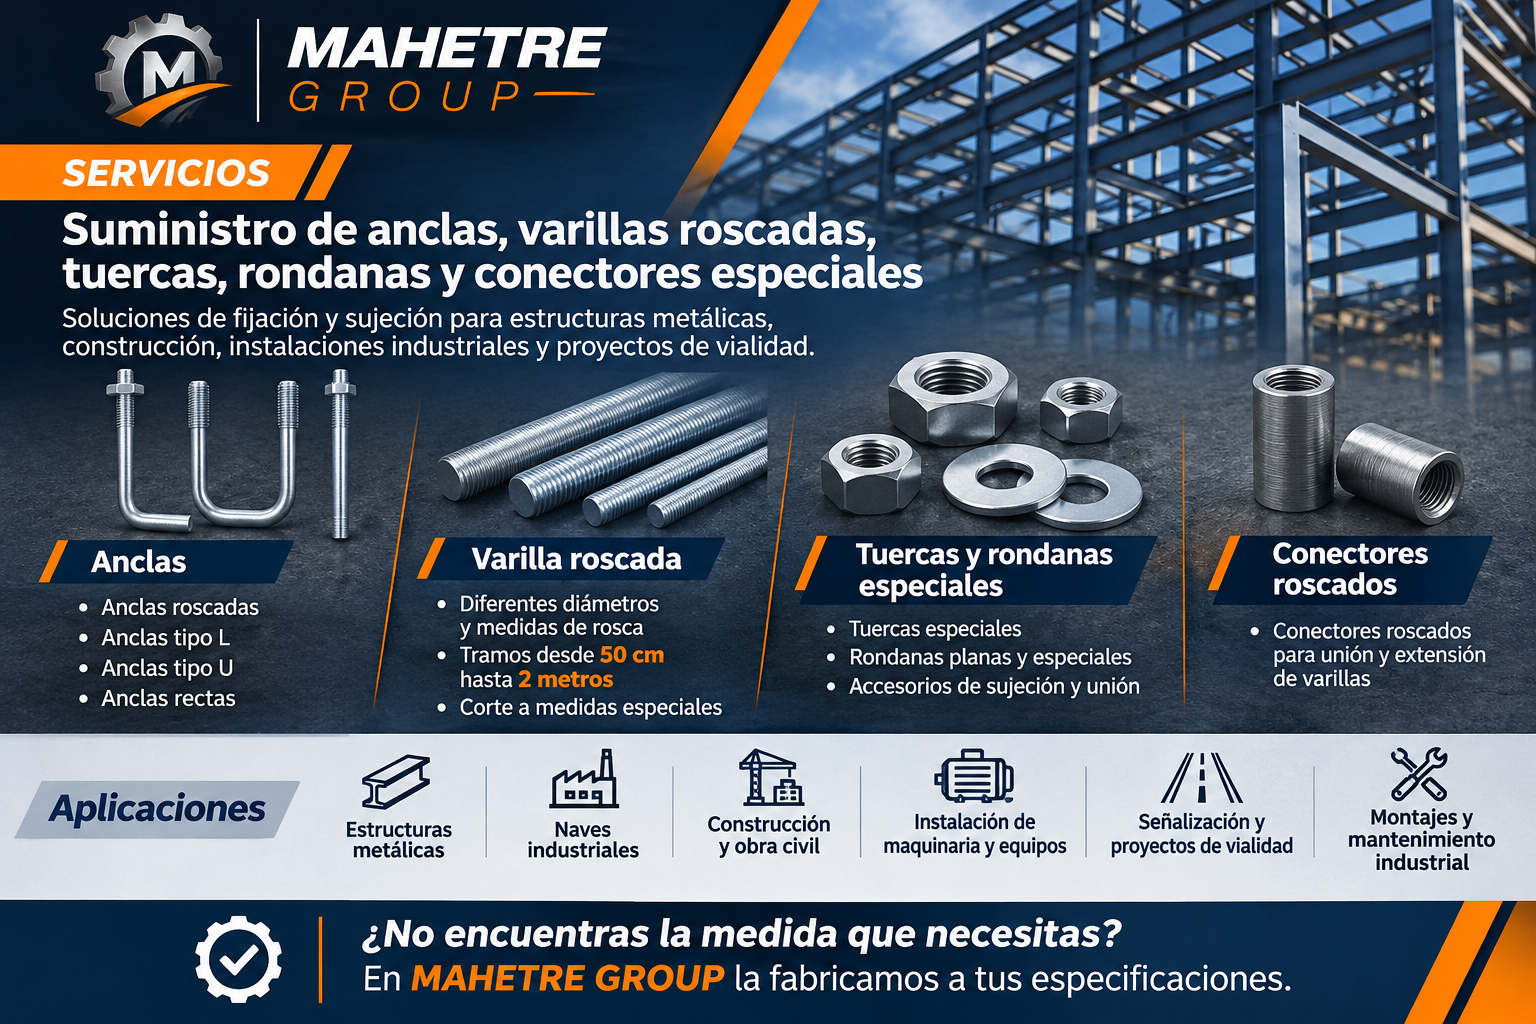 M
MAHETRE
GROUP
SERVICIOS
Suministro de anclas, varillas roscadas,
tuercas, rondanas y conectores especiales
Soluciones de fijación y sujeción para estructuras metálicas,
construcción, instalaciones industriales y proyectos de vialidad.
Anclas
• Anclas roscadas
• Anclas tipo L
• Anclas tipo U
• Anclas rectas
Varilla roscada
• Diferentes diámetros
y medidas de rosca
• Tramos desde 50 cm
hasta 2 metros
• Corte a medidas especiales
Tuercas y rondanas
especiales
• Tuercas especiales
• Rondanas planas y especiales
• Accesorios de sujeción y unión
Conectores
roscados
• Conectores roscados
para unión y extensión
de varillas
Aplicaciones
Estructuras
metálicas
Naves
industriales
Construcción
y obra civil
Instalación de
maquinaria y equipos
Señalización y
proyectos de vialidad
Montajes y
mantenimiento
industrial
¿No encuentras la medida que necesitas?
En MAHETRE GROUP la fabricamos a tus especificaciones.